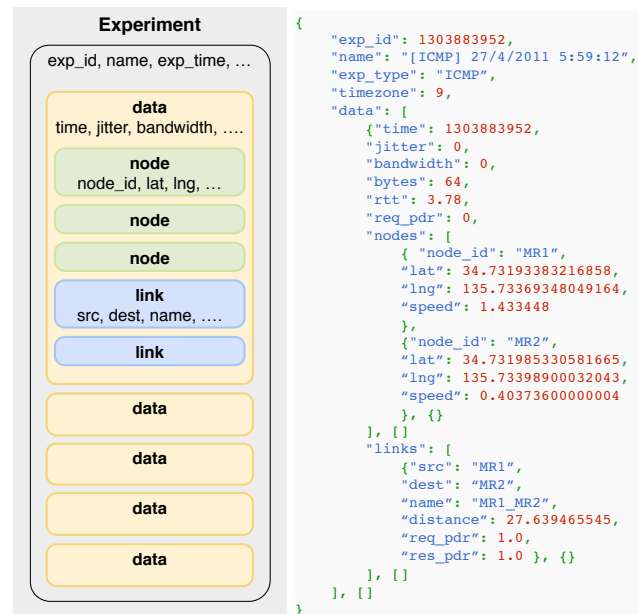 Experiment
exp_id, name, exp_time, …
data
time, jitter, bandwidth, ….
node
node_id, lat, lng, …
node
node
link
src, dest, name, ….
link
data
data
data
data
{
"exp_id": 1303883952,
"name": "[ICMP] 27/4/2011 5:59:12”,
"exp_type": "ICMP”,
"timezone": 9,
"data": [
{"time": 1303883952,
"jitter": 0,
"bandwidth": 0,
"bytes": 64,
"rtt": 3.78,
"req_pdr": 0,
"nodes": [
{ "node_id": "MR1”,
“lat”: 34.73193383216858,
“lng”: 135.73369348049164,
“speed": 1.433448
},
{"node_id": "MR2”,
“lat”: 34.731985330581665,
“lng”: 135.73398900032043,
“speed”: 0.40373600000004
}, {}
], []
"links": [
{"src": "MR1”,
"dest": “MR2”,
“name”: "MR1_MR2",
“distance": 27.639465545,
“req_pdr": 1.0,
“res_pdr": 1.0 }, {}
], []
], []
}